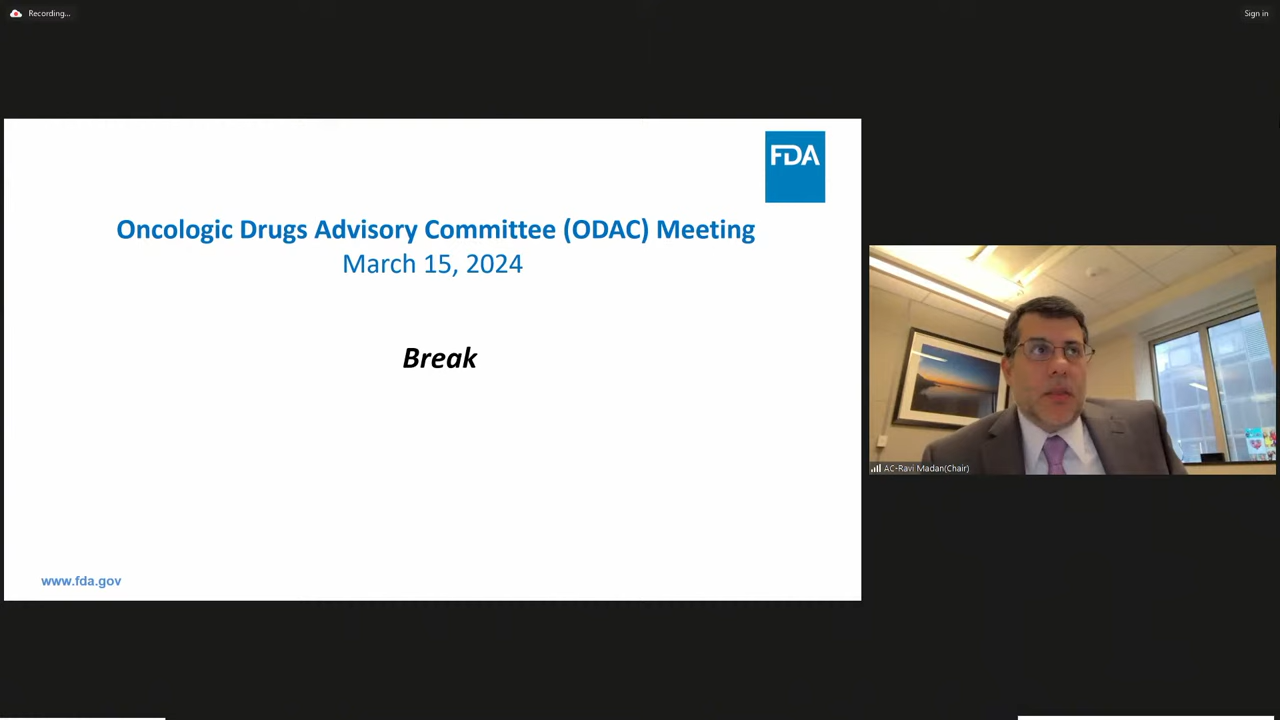 Recording...
Sign in
FDA
Oncologic Drugs Advisory Committee (ODAC) Meeting
March 15, 2024
Break
www.fda.gov
AC-Ravi Madan(Chair)